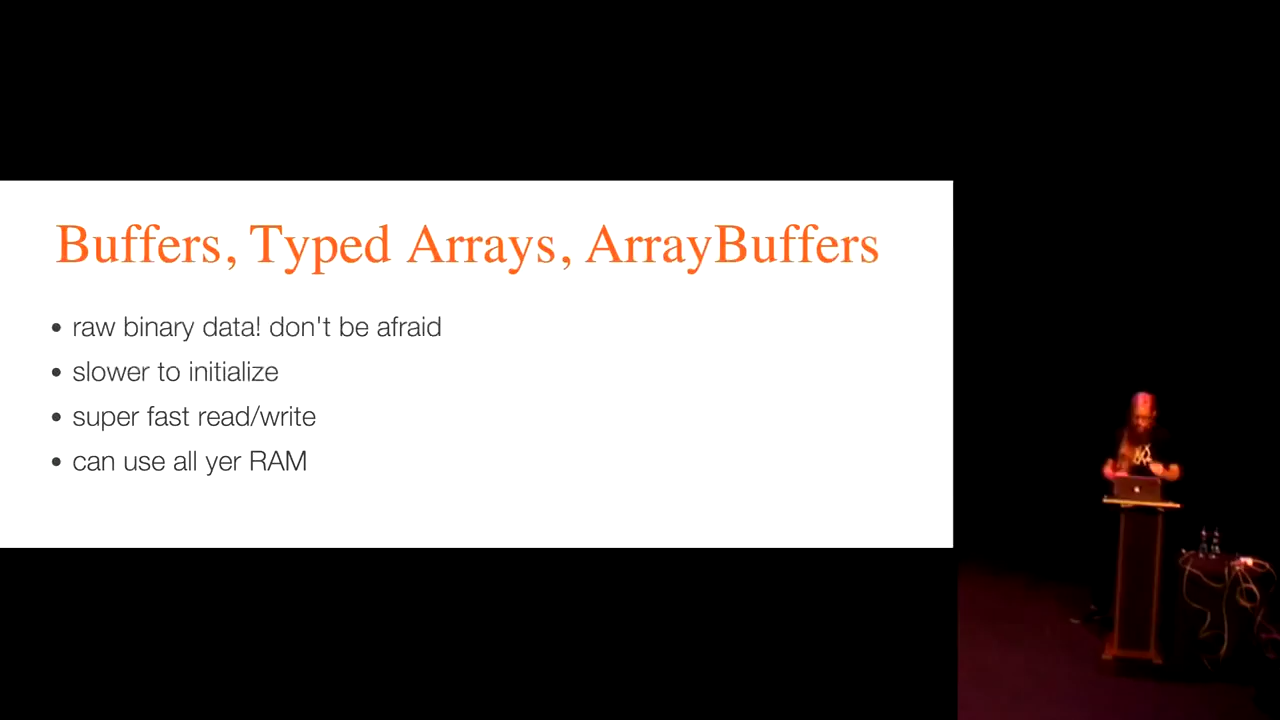 Buffers, Typed Arrays, ArrayBuffers
• raw binary data! don't be afraid
• slower to initialize
• super fast read/write
• can use all yer RAM